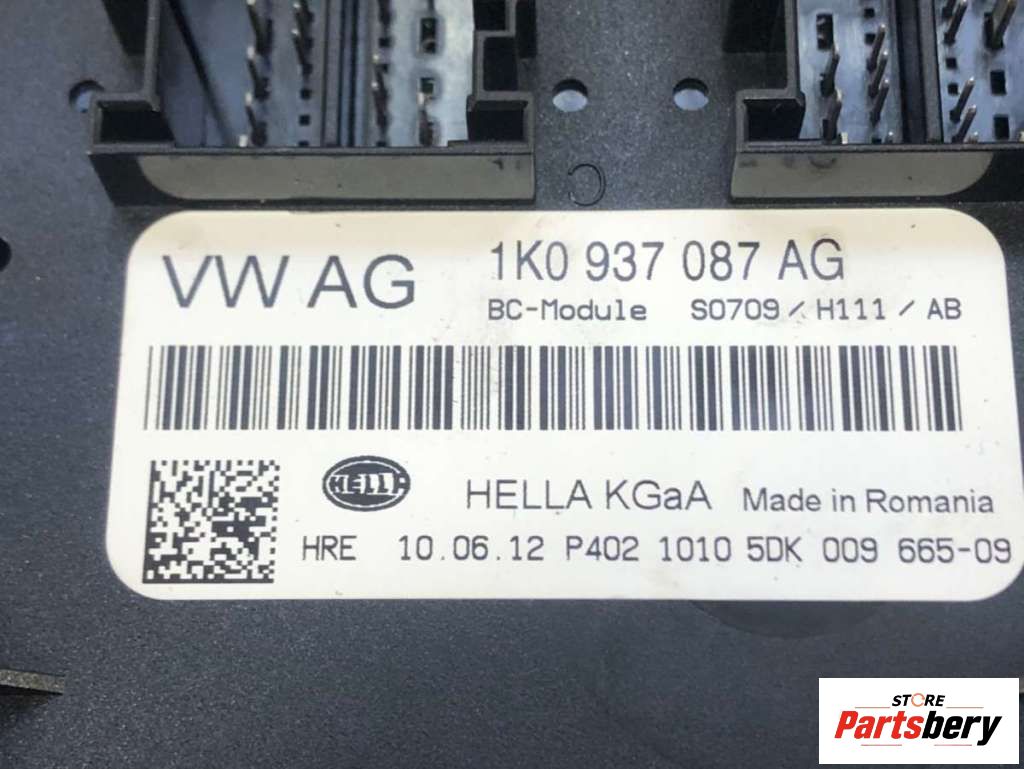 C
VW AG
1K0 937 087 AG
BC-Module S0709 / H111 / AB
HELLA
HELLA KGaA Made in Romania
HRE 10.06.12 P402 1010 5DK 009 665-09
STORE
Partsbery